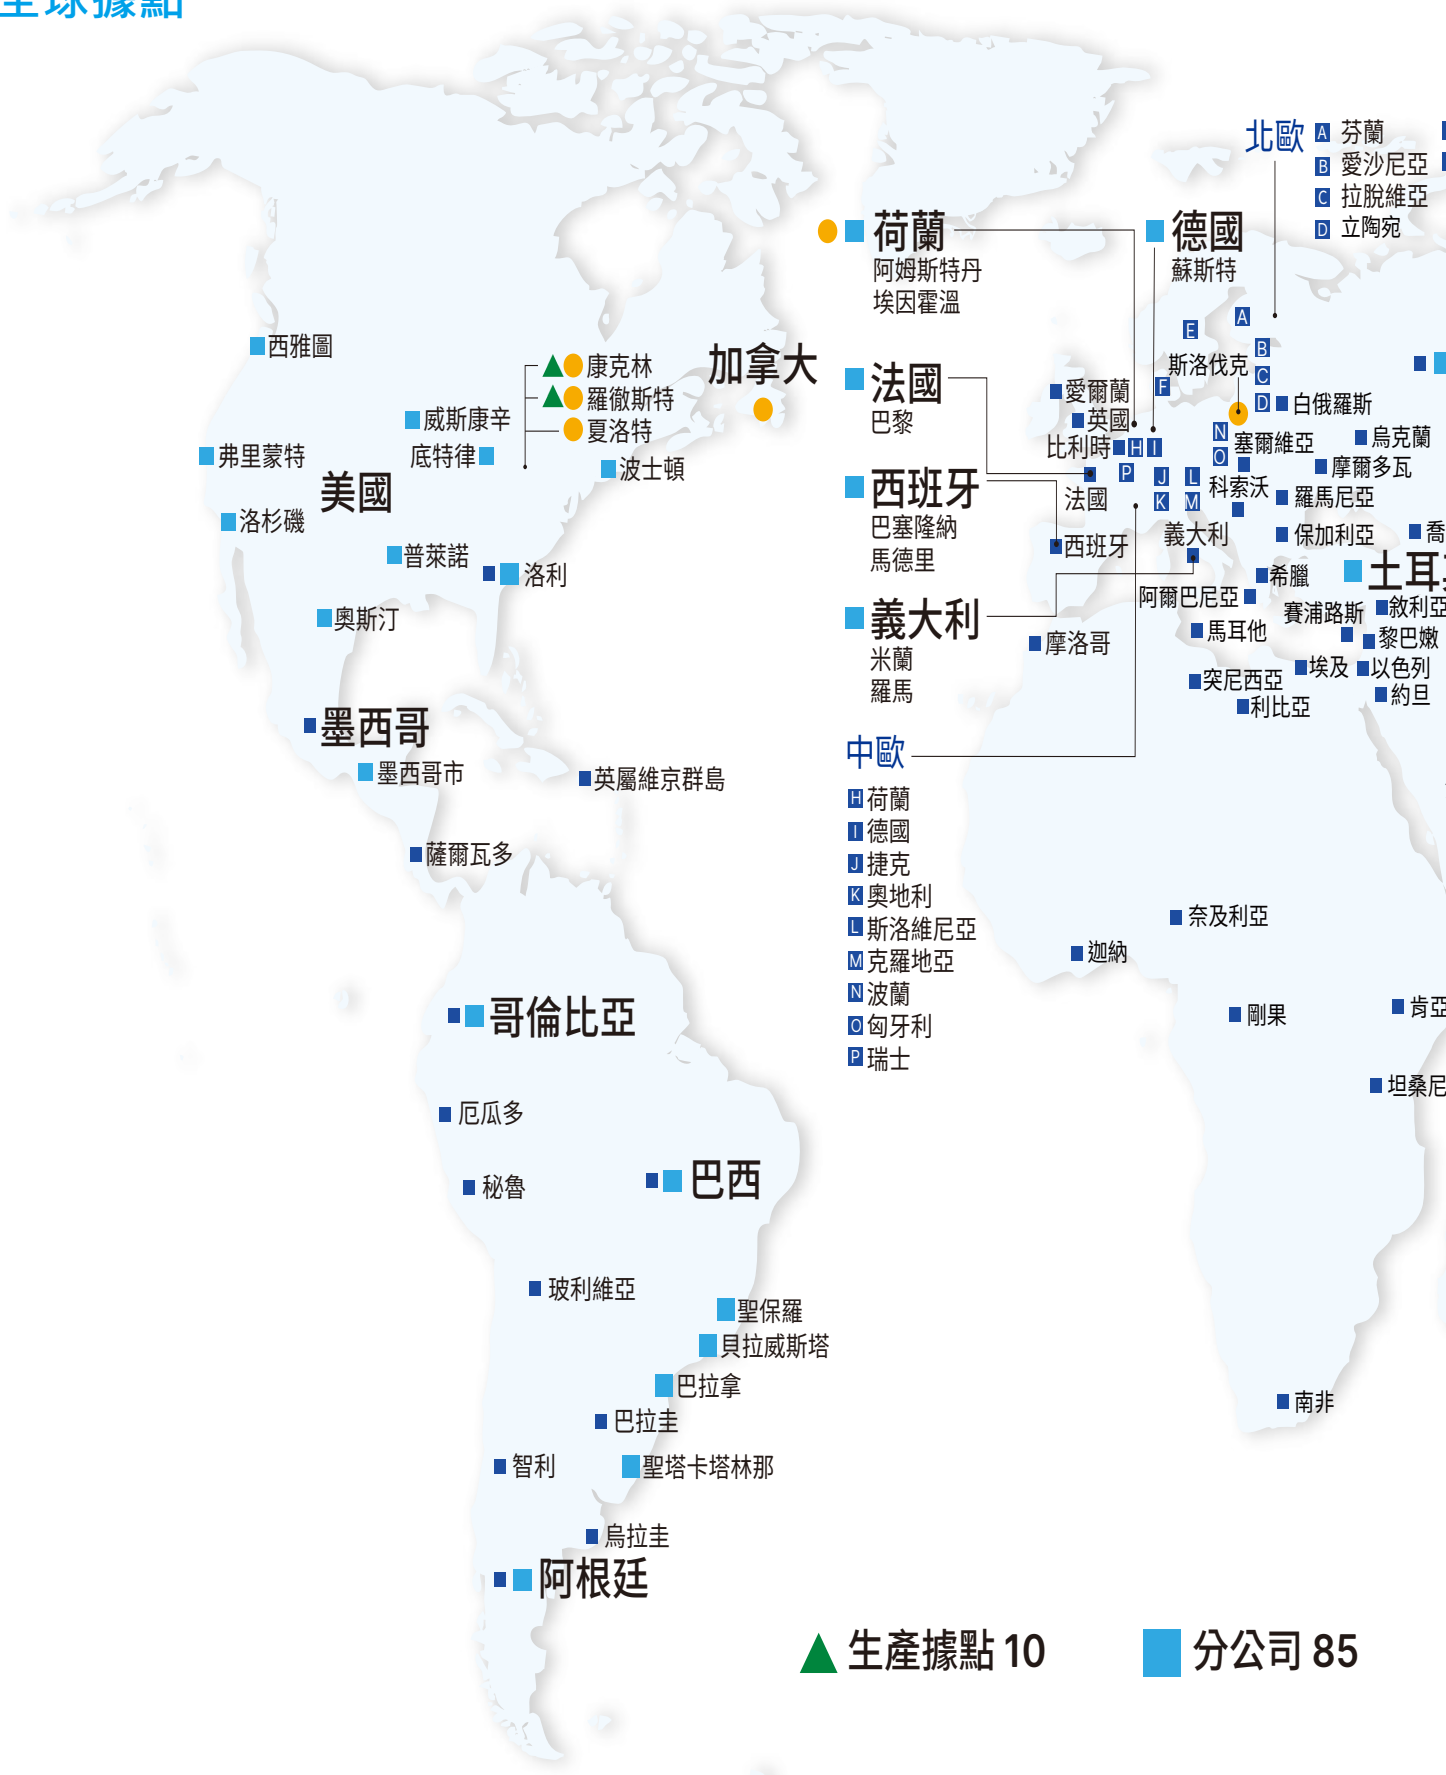 全球據點
北歐
A 芬蘭
B 愛沙尼亞
C 拉脫維亞
D 立陶宛
荷蘭
阿姆斯特丹
埃因霍溫
德國
蘇斯特
法國
巴黎
西班牙
巴塞隆納
馬德里
義大利
米蘭
羅馬
中歐
H 荷蘭
I 德國
J 捷克
K 奧地利
L 斯洛維尼亞
M 克羅地亞
N 波蘭
O 匈牙利
P 瑞士
西雅圖
康克林
羅徹斯特
夏洛特
加拿大
威斯康辛
底特律
弗里蒙特
波士頓
美國
洛杉磯
普萊諾
洛利
奧斯汀
墨西哥
墨西哥市
英屬維京群島
薩爾瓦多
哥倫比亞
厄瓜多
秘魯
巴西
玻利維亞
聖保羅
貝拉威斯塔
巴拉拿
巴拉圭
智利
聖塔卡塔林那
烏拉圭
阿根廷
E
A
B
C
D
F
斯洛伐克
愛爾蘭
英國
比利時
H
I
P
J
K
L
M
N
O
白俄羅斯
烏克蘭
塞爾維亞
摩爾多瓦
科索沃
羅馬尼亞
法國
義大利
保加利亞
喬
西班牙
希臘
土耳
阿爾巴尼亞
賽浦路斯
敘利亞
馬耳他
黎巴嫩
摩洛哥
埃及
以色列
突尼西亞
約旦
利比亞
奈及利亞
迦納
剛果
肯亞
坦桑尼
南非
生產據點 10
分公司 85